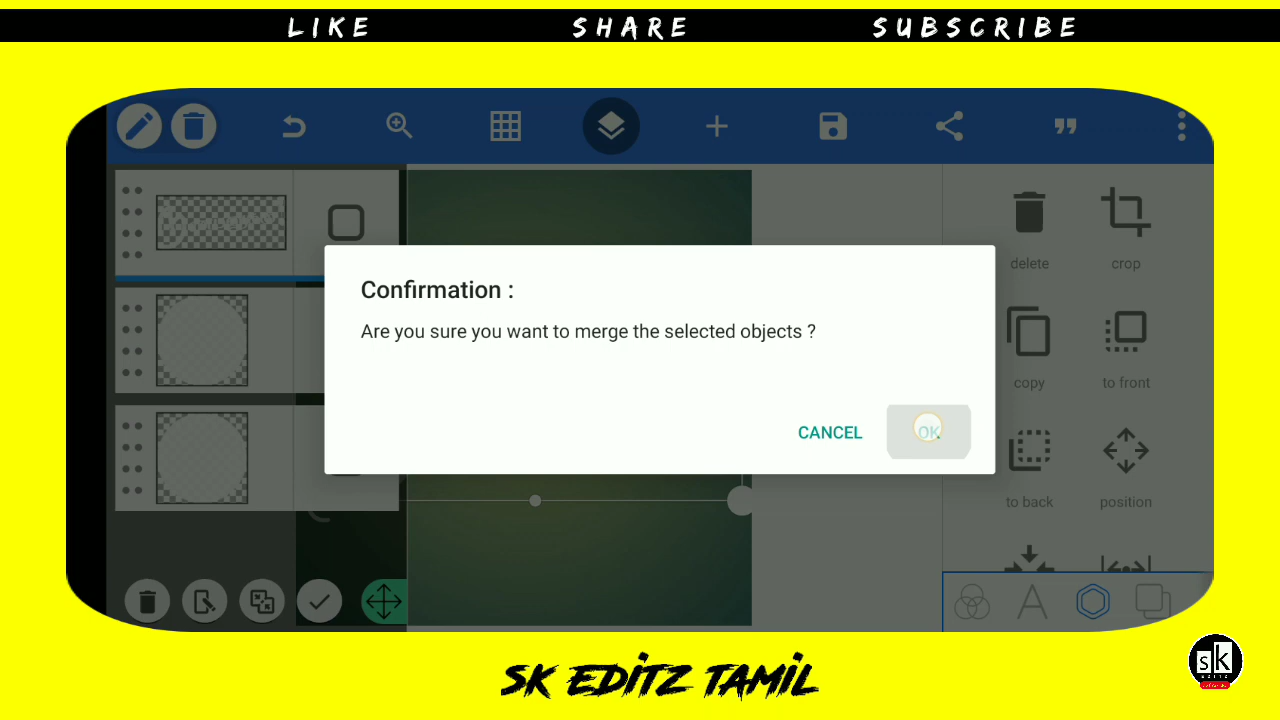 LIKE SHARE SUBSCRIBE
Confirmation :
Are you sure you want to merge the selected objects ?
CANCEL OK
delete crop
copy to front
to back position
SK EDITZ TAMIL
SK
EDITZ